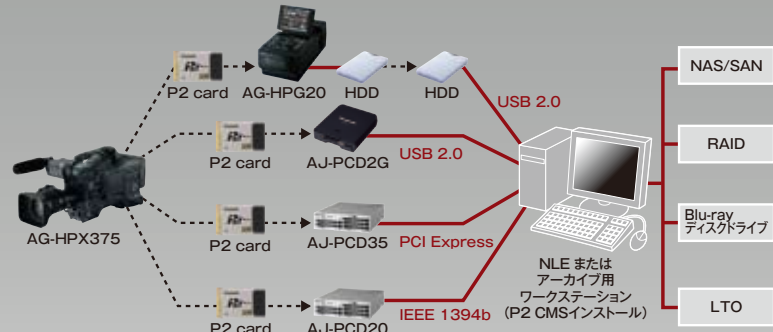 P2 card
AG-HPG20
HDD
HDD
USB 2.0
NAS/SAN
P2 card
AJ-PCD2G
USB 2.0
RAID
AG-HPX375
P2 card
AJ-PCD35
PCI Express
Blu-ray
ディスクドライブ
NLE または
アーカイブ用
ワークステーション
(P2 CMSインストール)
P2 card
AJ-PCD20
IEEE 1394b
LTO